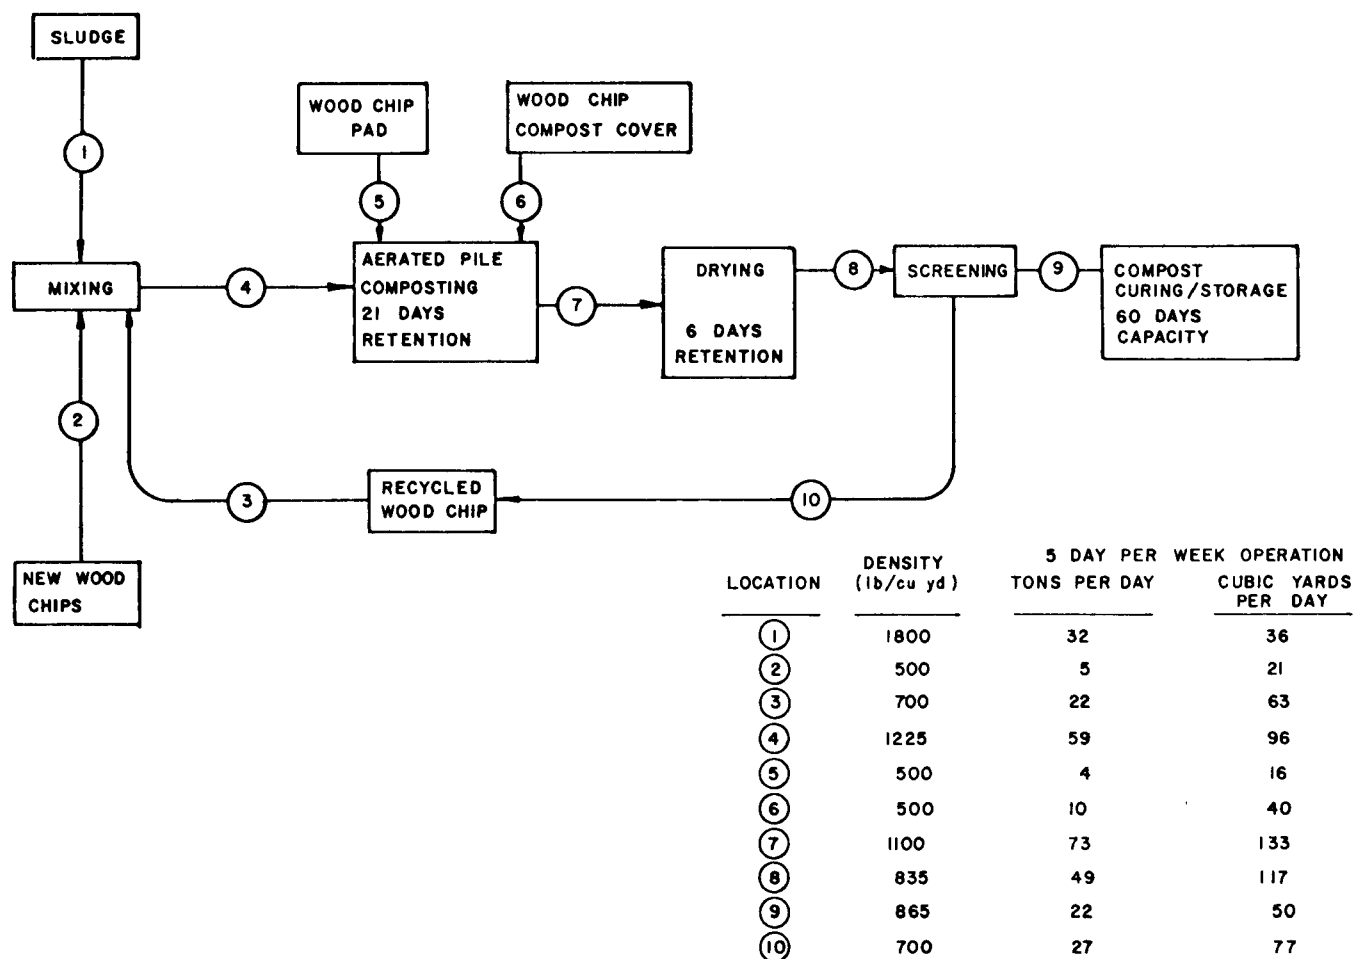 SLUDGE
1
WOOD CHIP
PAD
WOOD CHIP
COMPOST COVER
5
6
MIXING
4
AERATED PILE
COMPOSTING
21 DAYS
RETENTION
7
DRYING
6 DAYS
RETENTION
8
SCREENING
9
COMPOST
CURING/STORAGE
60 DAYS
CAPACITY
2
3
RECYCLED
WOOD CHIP
10
NEW WOOD
CHIPS
5 DAY PER WEEK OPERATION
LOCATION DENSITY (lb/cu yd) TONS PER DAY CUBIC YARDS PER DAY
1 1800 32 36
2 500 5 21
3 700 22 63
4 1225 59 96
5 500 4 16
6 500 10 40
7 1100 73 133
8 835 49 117
9 865 22 50
10 700 27 77